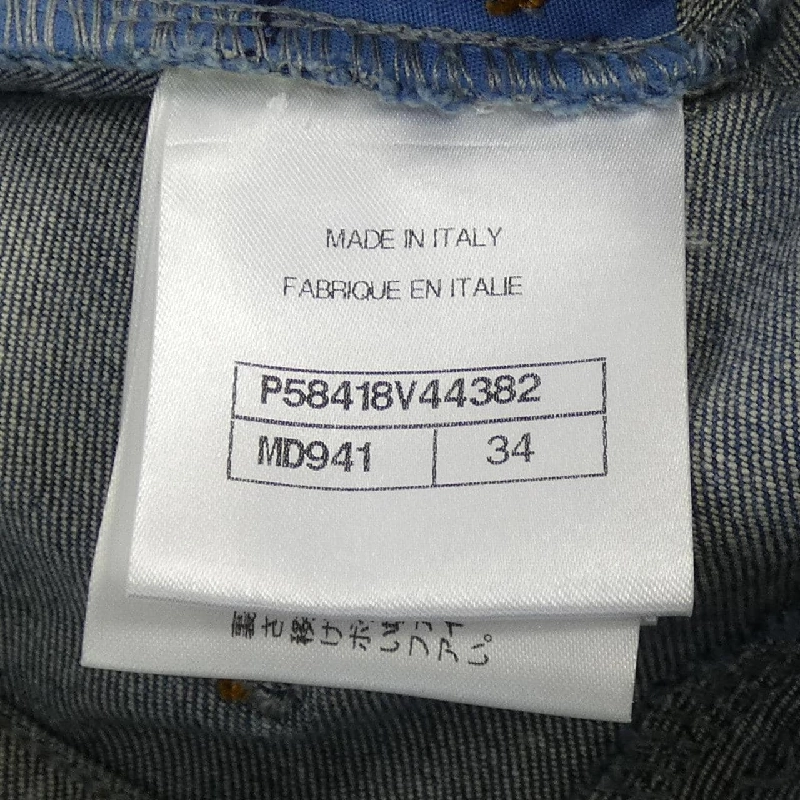 MADE IN ITALY
FABRIQUE EN ITALIE
P58418V44382
MD941 34